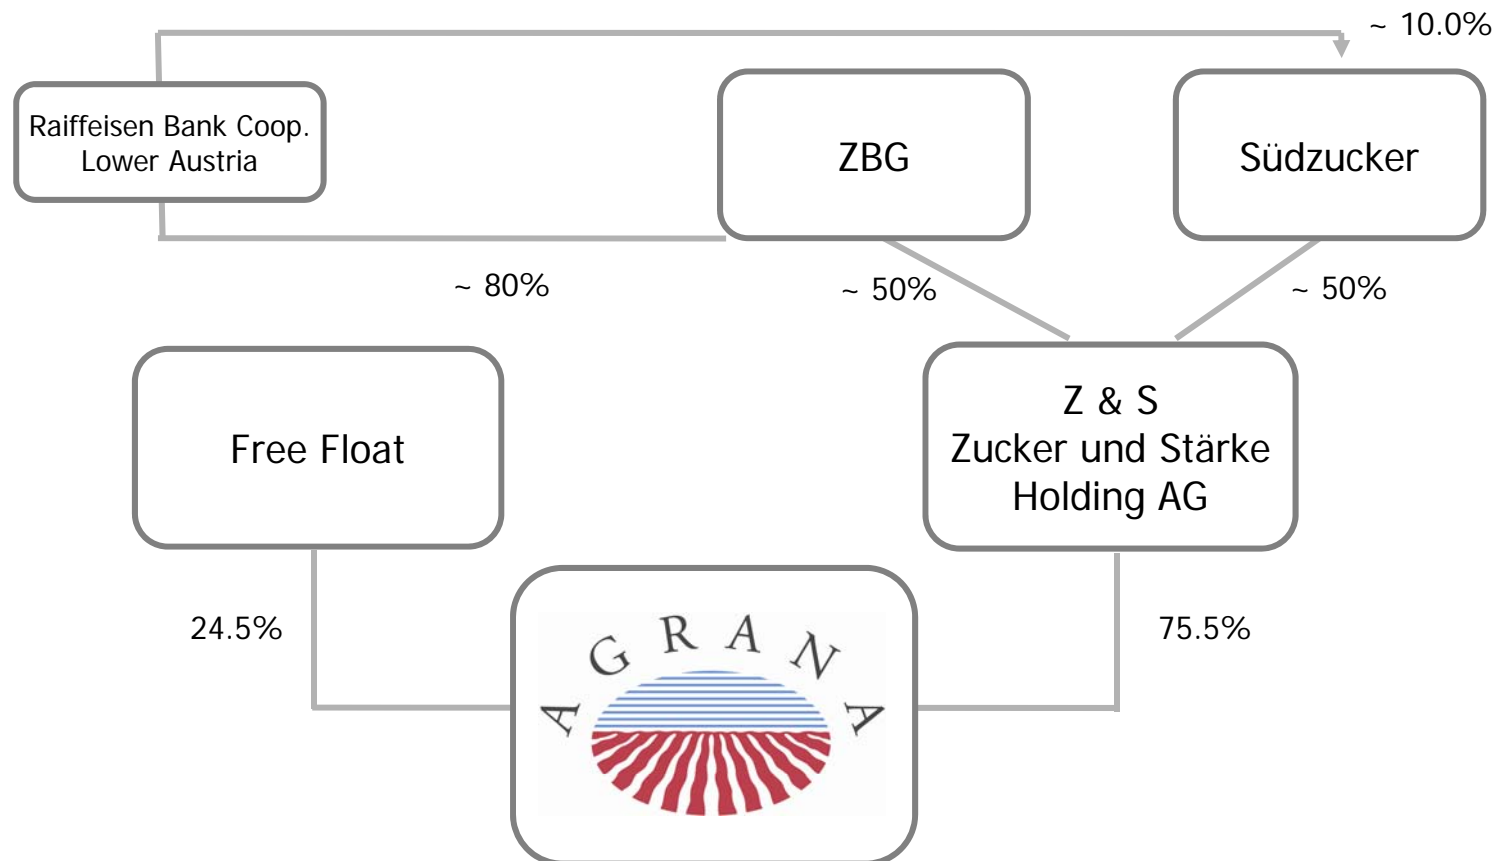 ~ 10.0%
Raiffeisen Bank Coop.
Lower Austria
ZBG
Südzucker
~ 80%
~ 50%
~ 50%
Free Float
Z & S
Zucker und Stärke
Holding AG
24.5%
75.5%
AGRANA